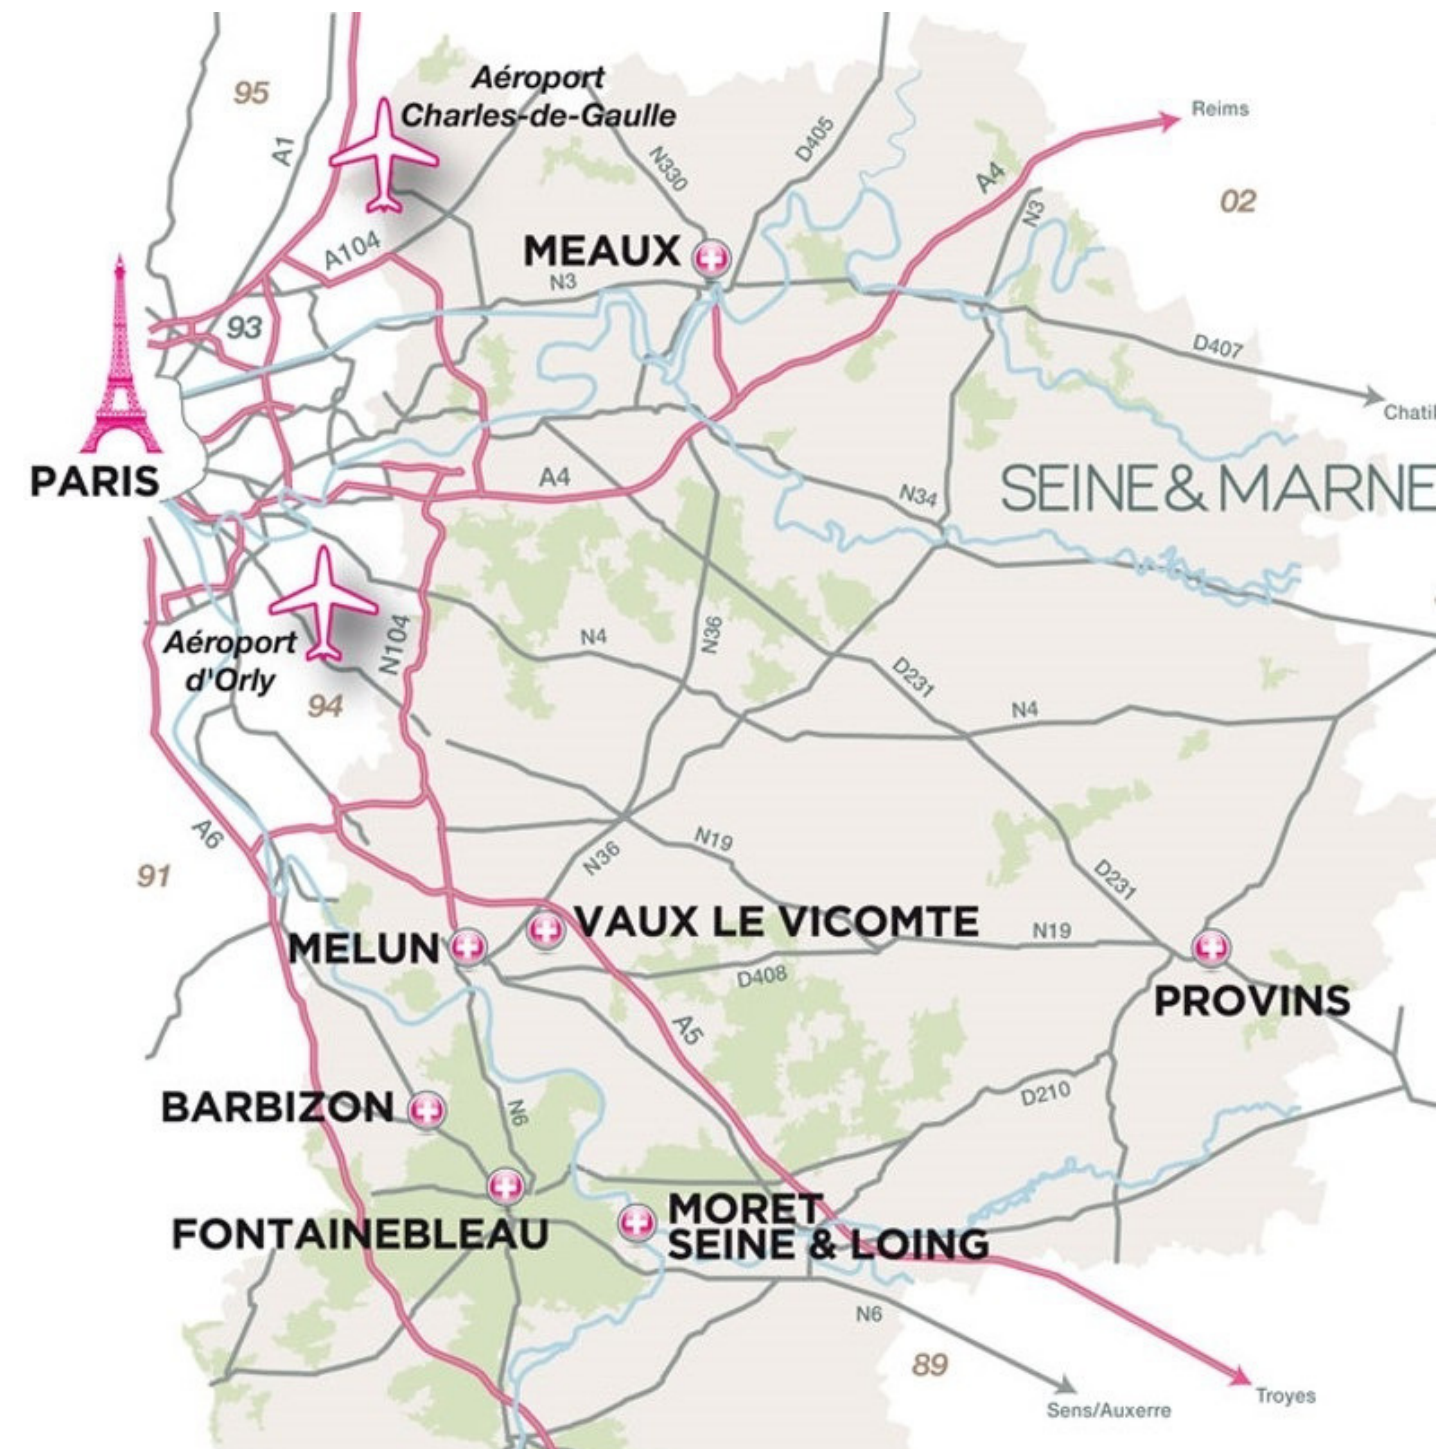 Aéroport
Charles-de-Gaulle
95
A1
N330
D405
Reims
A4
02
N3
A104
MEAUX
N3
93
D407
Chatil
PARIS
A4
N34
SEINE & MARNE
Aéroport
d'Orly
N104
N4
N36
D231
94
N4
A6
N19
N36
91
D231
VAUX LE VICOMTE
MELUN
N19
D408
PROVINS
A5
BARBIZON
N6
D210
MORET
SEINE & LOING
FONTAINEBLEAU
N6
89
Troyes
Sens/Auxerre